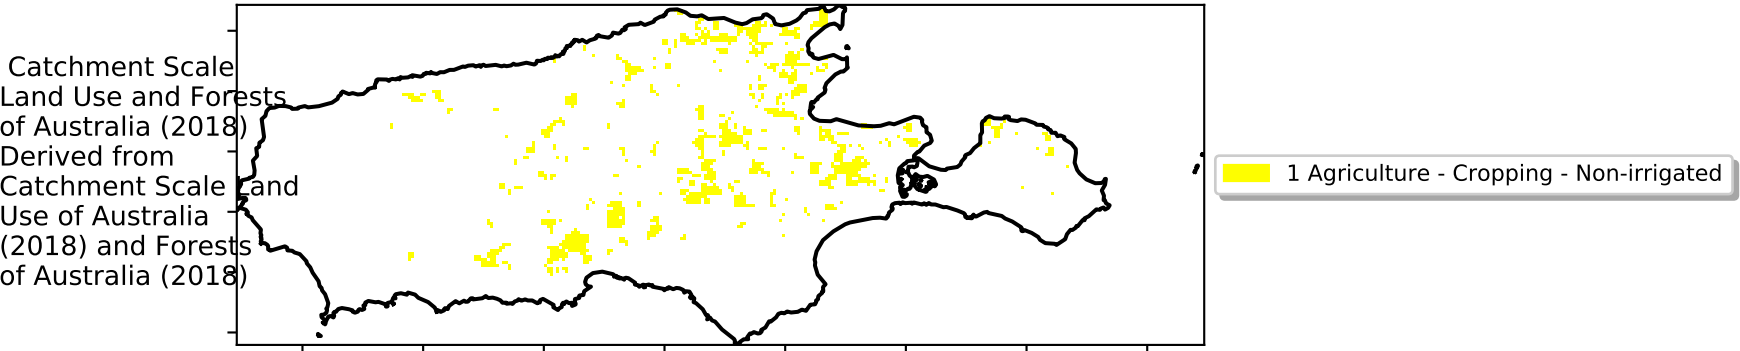 Catchment Scale
Land Use and Forests
of Australia (2018)
Derived from
Catchment Scale Land
Use of Australia
(2018) and Forests
of Australia (2018)
1 Agriculture - Cropping - Non-irrigated